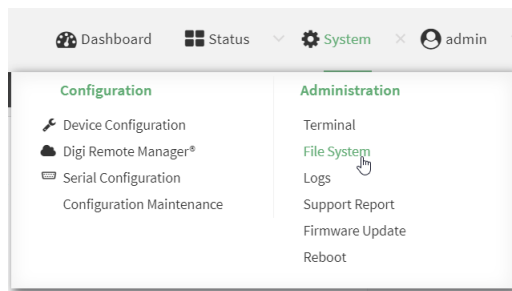 Dashboard Status System admin
Configuration Administration
Device Configuration Terminal
Digi Remote Manager® File System
Serial Configuration Logs
Configuration Maintenance Support Report
Firmware Update
Reboot